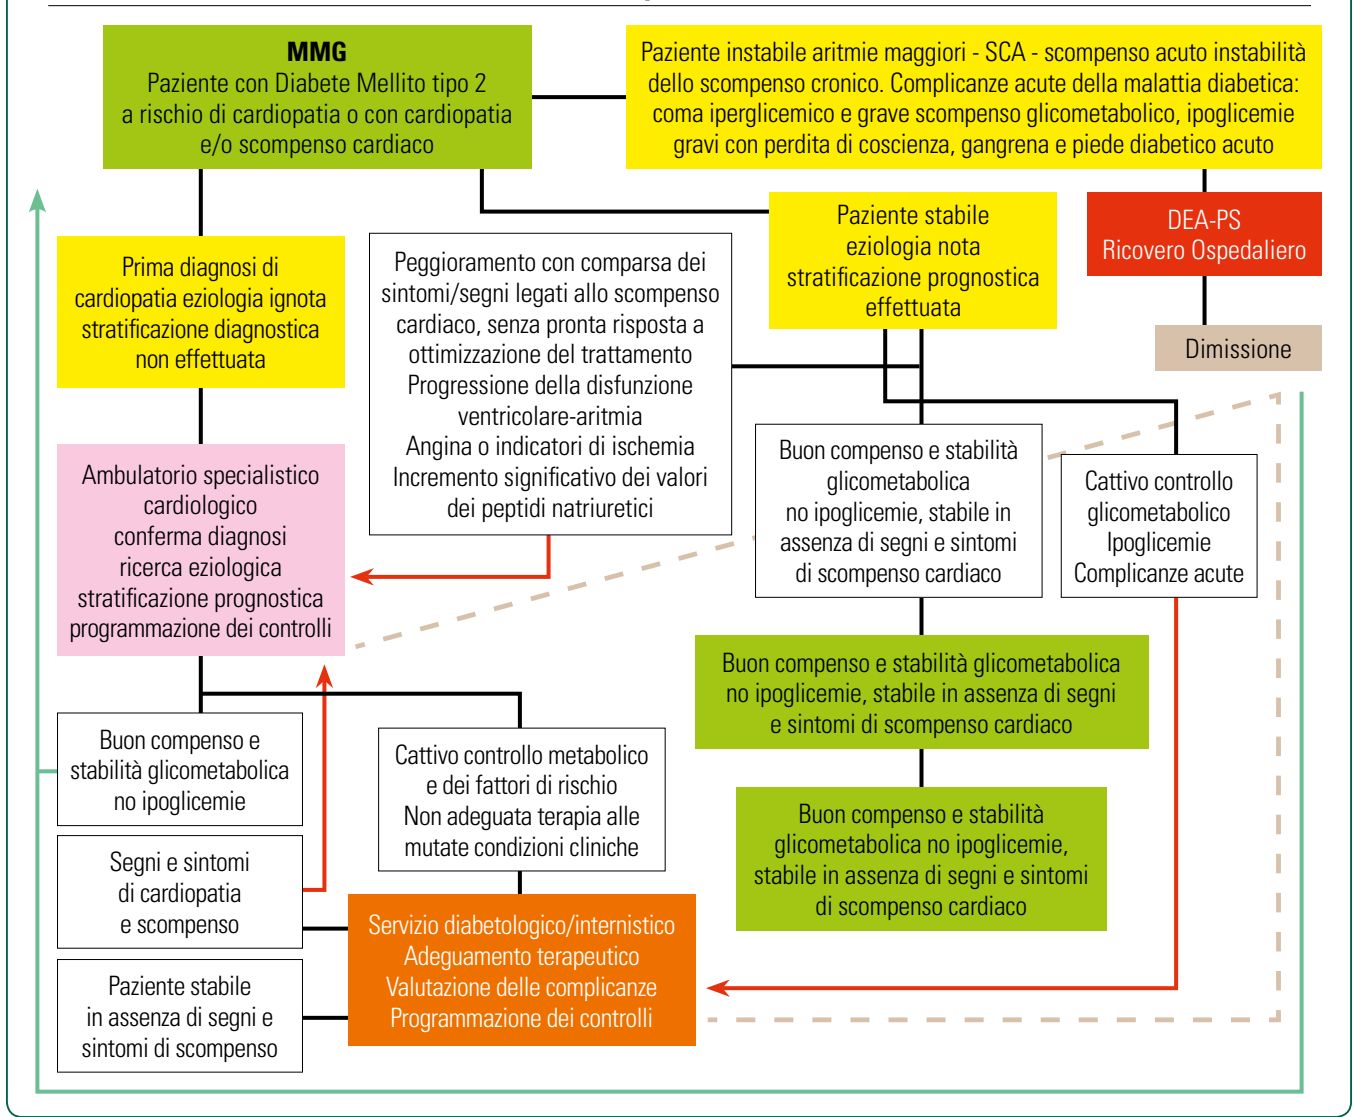 MMG
Paziente con Diabete Mellito tipo 2
a rischio di cardiopatia o con cardiopatia
e/o scompenso cardiaco
Paziente instabile aritmie maggiori - SCA - scompenso acuto instabilità
dello scompenso cronico. Complicanze acute della malattia diabetica:
coma iperglicemico e grave scompenso glicometabolico, ipoglicemie
gravi con perdita di coscienza, gangrena e piede diabetico acuto
Prima diagnosi di
cardiopatia eziologia ignota
stratificazione diagnostica
non effettuata
Peggioramento con comparsa dei
sintomi/segni legati allo scompenso
cardiaco, senza pronta risposta a
ottimizzazione del trattamento
Progressione della disfunzione
ventricolare-aritmia
Angina o indicatori di ischemia
Incremento significativo dei valori
dei peptidi natriuretici
Paziente stabile
eziologia nota
stratificazione prognostica
effettuata
DEA-PS
Ricovero Ospedaliero
Dimissione
Ambulatorio specialistico
cardiologico
conferma diagnosi
ricerca eziologica
stratificazione prognostica
programmazione dei controlli
Buon compenso e stabilità
glicometabolica
no ipoglicemie, stabile in
assenza di segni e sintomi
di scompenso cardiaco
Cattivo controllo
glicometabolico
Ipoglicemie
Complicanze acute
Buon compenso e stabilità glicometabolica
no ipoglicemie, stabile in assenza di segni
e sintomi di scompenso cardiaco
Buon compenso e
stabilità glicometabolica
no ipoglicemie
Cattivo controllo metabolico
e dei fattori di rischio
Non adeguata terapia alle
mutate condizioni cliniche
Buon compenso e stabilità
glicometabolica no ipoglicemie,
stabile in assenza di segni e sintomi
di scompenso cardiaco
Segni e sintomi
di cardiopatia
e scompenso
Servizio diabetologico/internistico
Adeguamento terapeutico
Valutazione delle complicanze
Programmazione dei controlli
Paziente stabile
in assenza di segni e
sintomi di scompenso